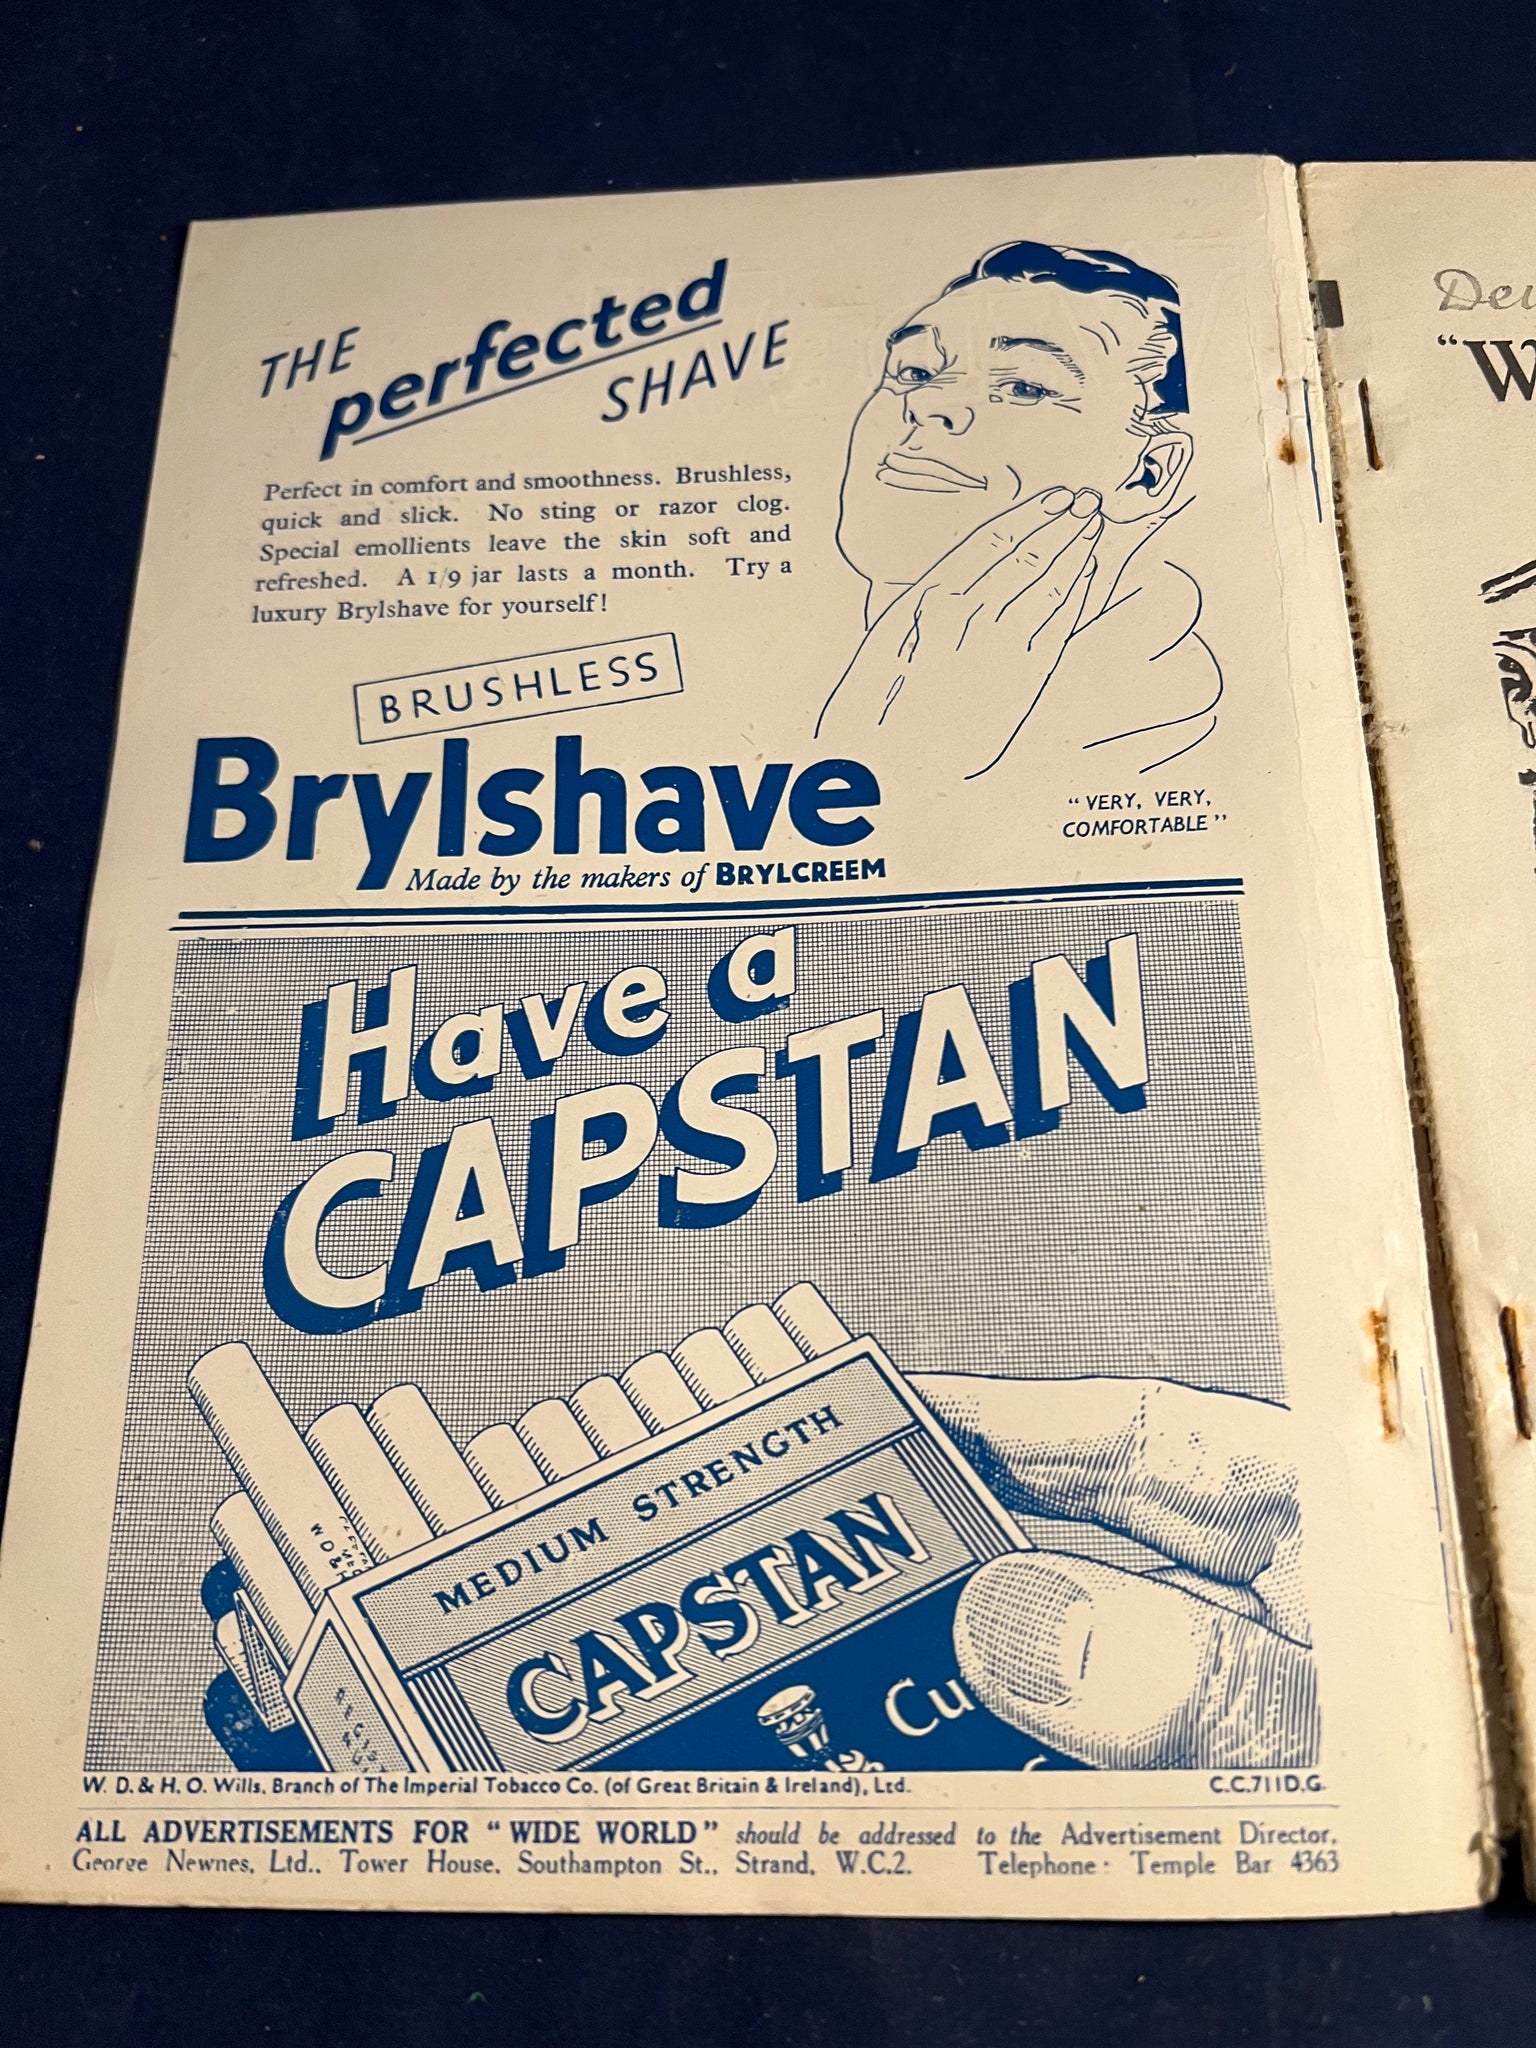 THE
perfected
SHAVE
Perfect in comfort and smoothness. Brushless,
quick and slick. No sting or razor clog.
Special emollients leave the skin soft and
refreshed. A 1/9 jar lasts a month. Try a
luxury Brylshave for yourself!
BRUSHLESS
Brylshave
Made by the makers of BRYLCREEM
"VERY, VERY,
COMFORTABLE"
Have a
CAPSTAN
MEDIUM STRENGTH
CAPSTAN
Cu
W. D. & H. O. Wills, Branch of The Imperial Tobacco Co. (of Great Britain & Ireland), Ltd.
C.C.711D.G.
ALL ADVERTISEMENTS FOR "WIDE WORLD" should be addressed to the Advertisement Director,
George Newnes, Ltd., Tower House, Southampton St., Strand, W.C.2. Telephone: Temple Bar 4363
"W